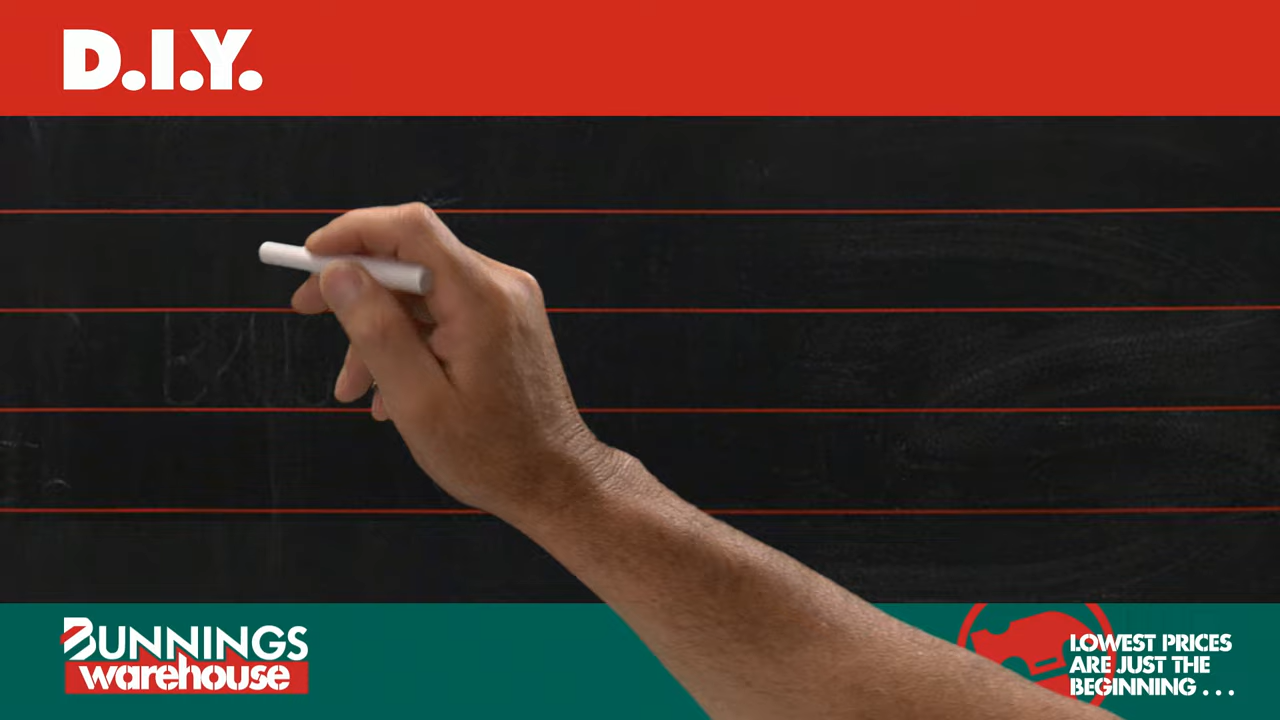 D.I.Y.
BUNNINGS
warehouse
LOWEST PRICES
ARE JUST THE
BEGINNING...